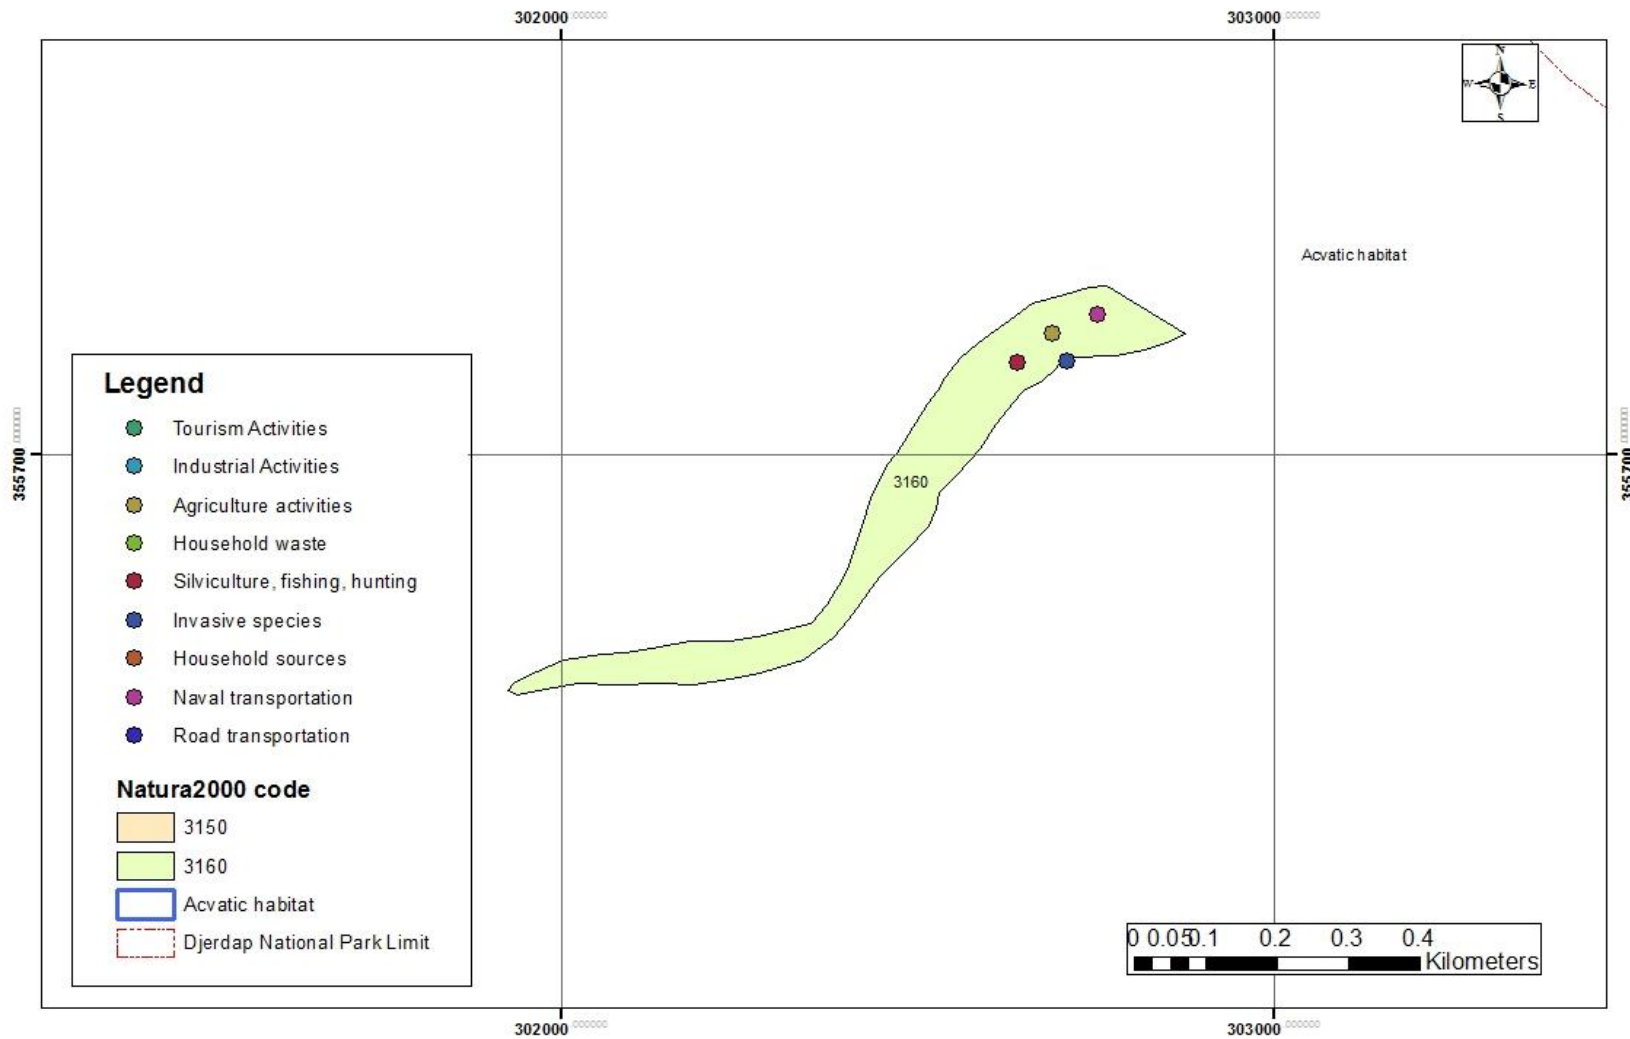 302000
303000
N
W E
S
Acvatic habitat
355700
355700
3160
Legend
Tourism Activities
Industrial Activities
Agriculture activities
Household waste
Silviculture, fishing, hunting
Invasive species
Household sources
Naval transportation
Road transportation
Natura2000 code
3150
3160
Acvatic habitat
Djerdap National Park Limit
0 0.05 0.1 0.2 0.3 0.4
Kilometers
302000
303000